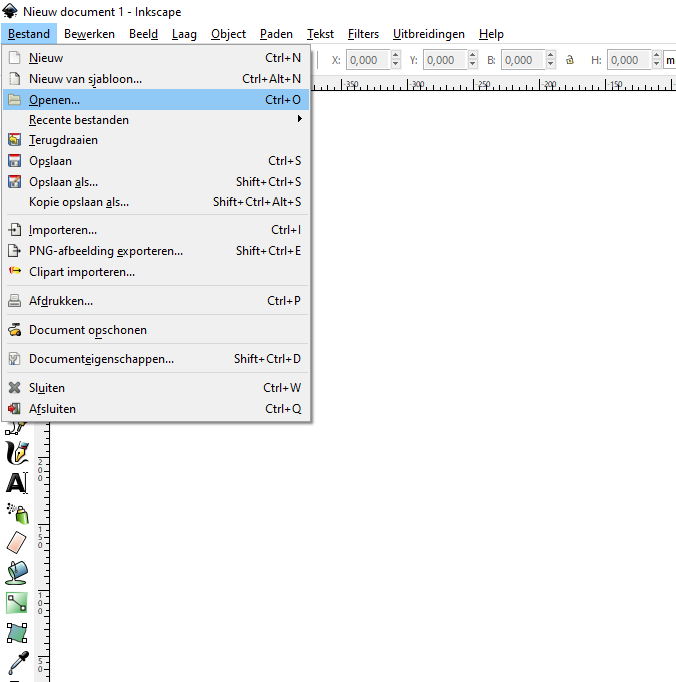 Nieuw document 1 - Inkscape
Bestand Bewerken Beeld Laag Object Paden Tekst Filters Uitbreidingen Help
Nieuw Ctrl+N
Nieuw van sjabloon... Ctrl+Alt+N
Openen... Ctrl+O
Recente bestanden
Terugdraaien
Opslaan Ctrl+S
Opslaan als... Shift+Ctrl+S
Kopie opslaan als... Shift+Ctrl+Alt+S
Importeren... Ctrl+I
PNG-afbeelding exporteren... Shift+Ctrl+E
Clipart importeren...
Afdrukken... Ctrl+P
Document opschonen
Documenteigenschappen... Shift+Ctrl+D
Sluiten Ctrl+W
Afsluiten Ctrl+Q
X: 0,000 Y: 0,000 B: 0,000 H: 0,000 m
-350 -300 -250 -200 -150 -100
200
150
100
50